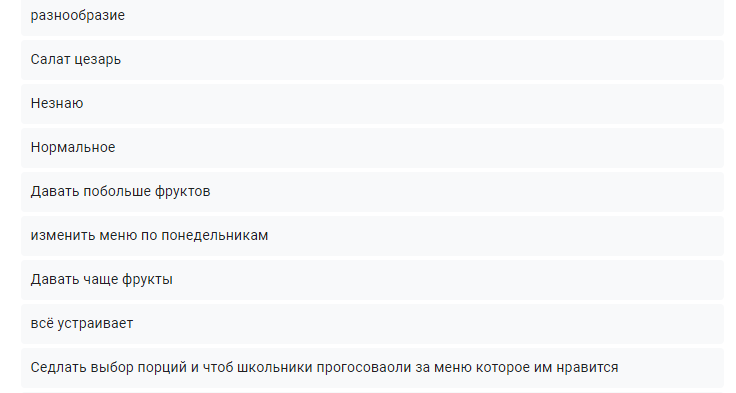 разнообразие
Салат цезарь
Незнаю
Нормальное
Давать побольше фруктов
изменить меню по понедельникам
Давать чаще фрукты
всё устраивает
Седлать выбор порций и чтоб школьники прогосоваоли за меню которое им нравится